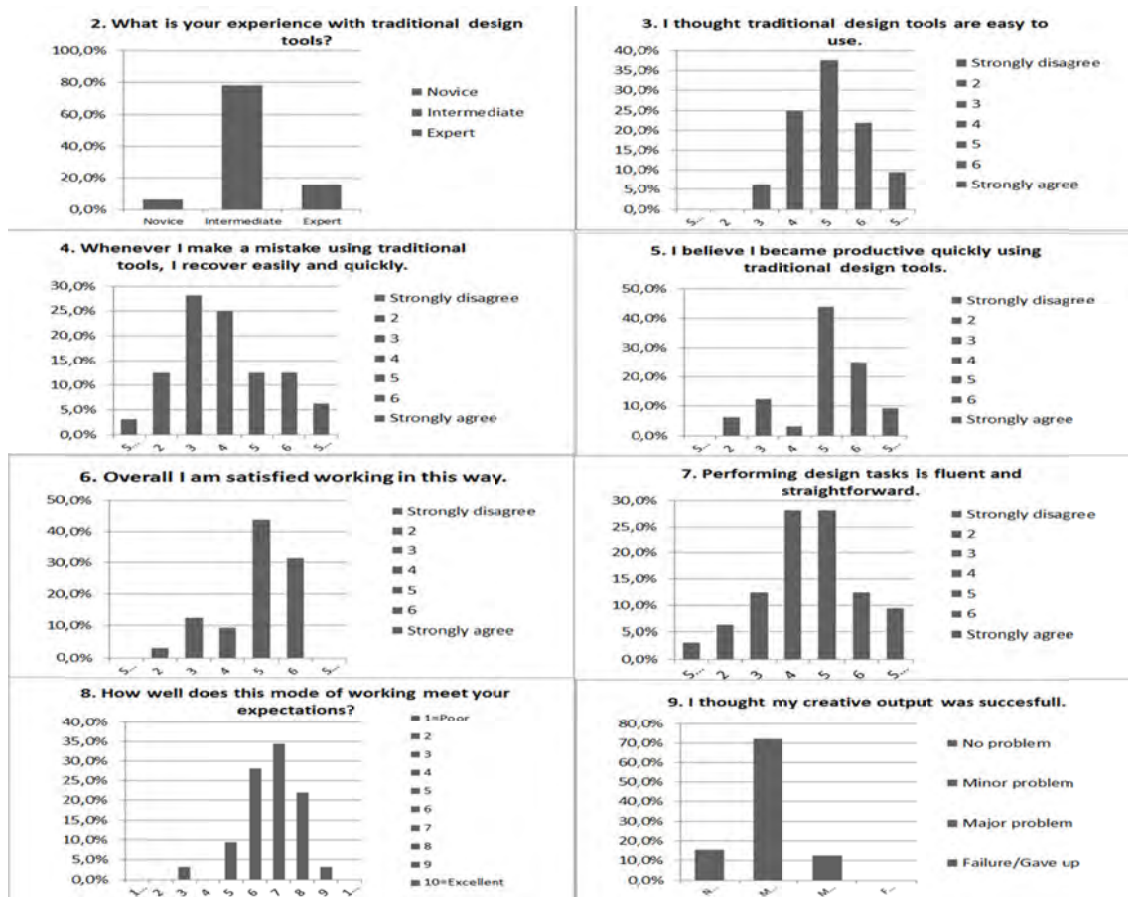 2. What is your experience with traditional design
tools?
100,0%
80,0%
60,0%
40,0%
20,0%
0,0%
Novice
Intermediate
Expert
Novice
Intermediate
Expert
3. I thought traditional design tools are easy to
use.
40,0%
35,0%
30,0%
25,0%
20,0%
15,0%
10,0%
5,0%
0,0%
S...
2
3
4
5
6
S...
Strongly disagree
2
3
4
5
6
Strongly agree
4. Whenever I make a mistake using traditional
tools, I recover easily and quickly.
30,0%
25,0%
20,0%
15,0%
10,0%
5,0%
0,0%
S...
2
3
4
5
6
S...
Strongly disagree
2
3
4
5
6
Strongly agree
5. I believe I became productive quickly using
traditional design tools.
50,0%
40,0%
30,0%
20,0%
10,0%
0,0%
S...
2
3
4
5
6
S...
Strongly disagree
2
3
4
5
6
Strongly agree
6. Overall I am satisfied working in this way.
50,0%
40,0%
30,0%
20,0%
10,0%
0,0%
S...
2
3
4
5
6
S...
Strongly disagree
2
3
4
5
6
Strongly agree
7. Performing design tasks is fluent and
straightforward.
30,0%
25,0%
20,0%
15,0%
10,0%
5,0%
0,0%
S...
2
3
4
5
6
S...
Strongly disagree
2
3
4
5
6
Strongly agree
8. How well does this mode of working meet your
expectations?
40,0%
35,0%
30,0%
25,0%
20,0%
15,0%
10,0%
5,0%
0,0%
1...
2
3
4
5
6
7
8
9
1...
1=Poor
2
3
4
5
6
7
8
9
10=Excellent
9. I thought my creative output was succesfull.
80,0%
70,0%
60,0%
50,0%
40,0%
30,0%
20,0%
10,0%
0,0%
N...
M...
M...
F...
No problem
Minor problem
Major problem
Failure/Gave up